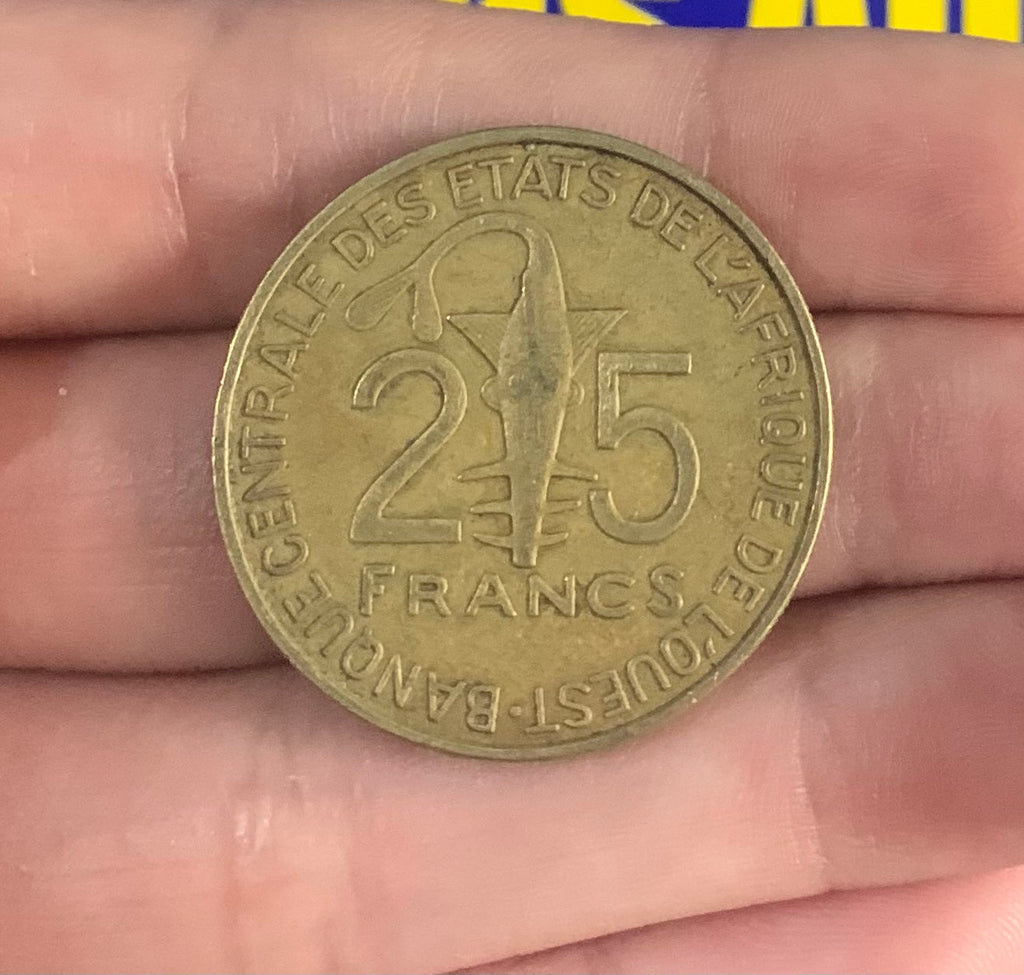 BANQUE CENTRALE DES ETATS DE L'AFRIQUE DE L'OUEST ·
25
FRANCS